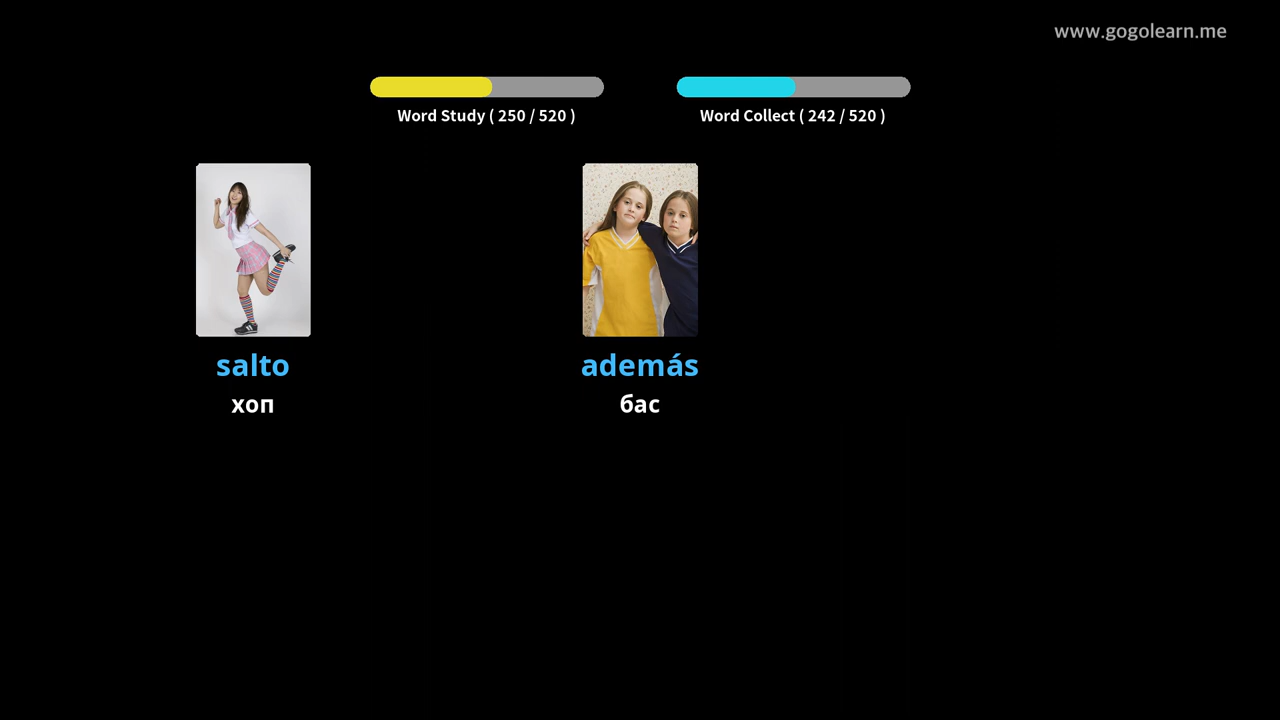 www.gogolearn.me
Word Study ( 250 / 520 )
Word Collect ( 242 / 520 )
salto
además
хоп
бас